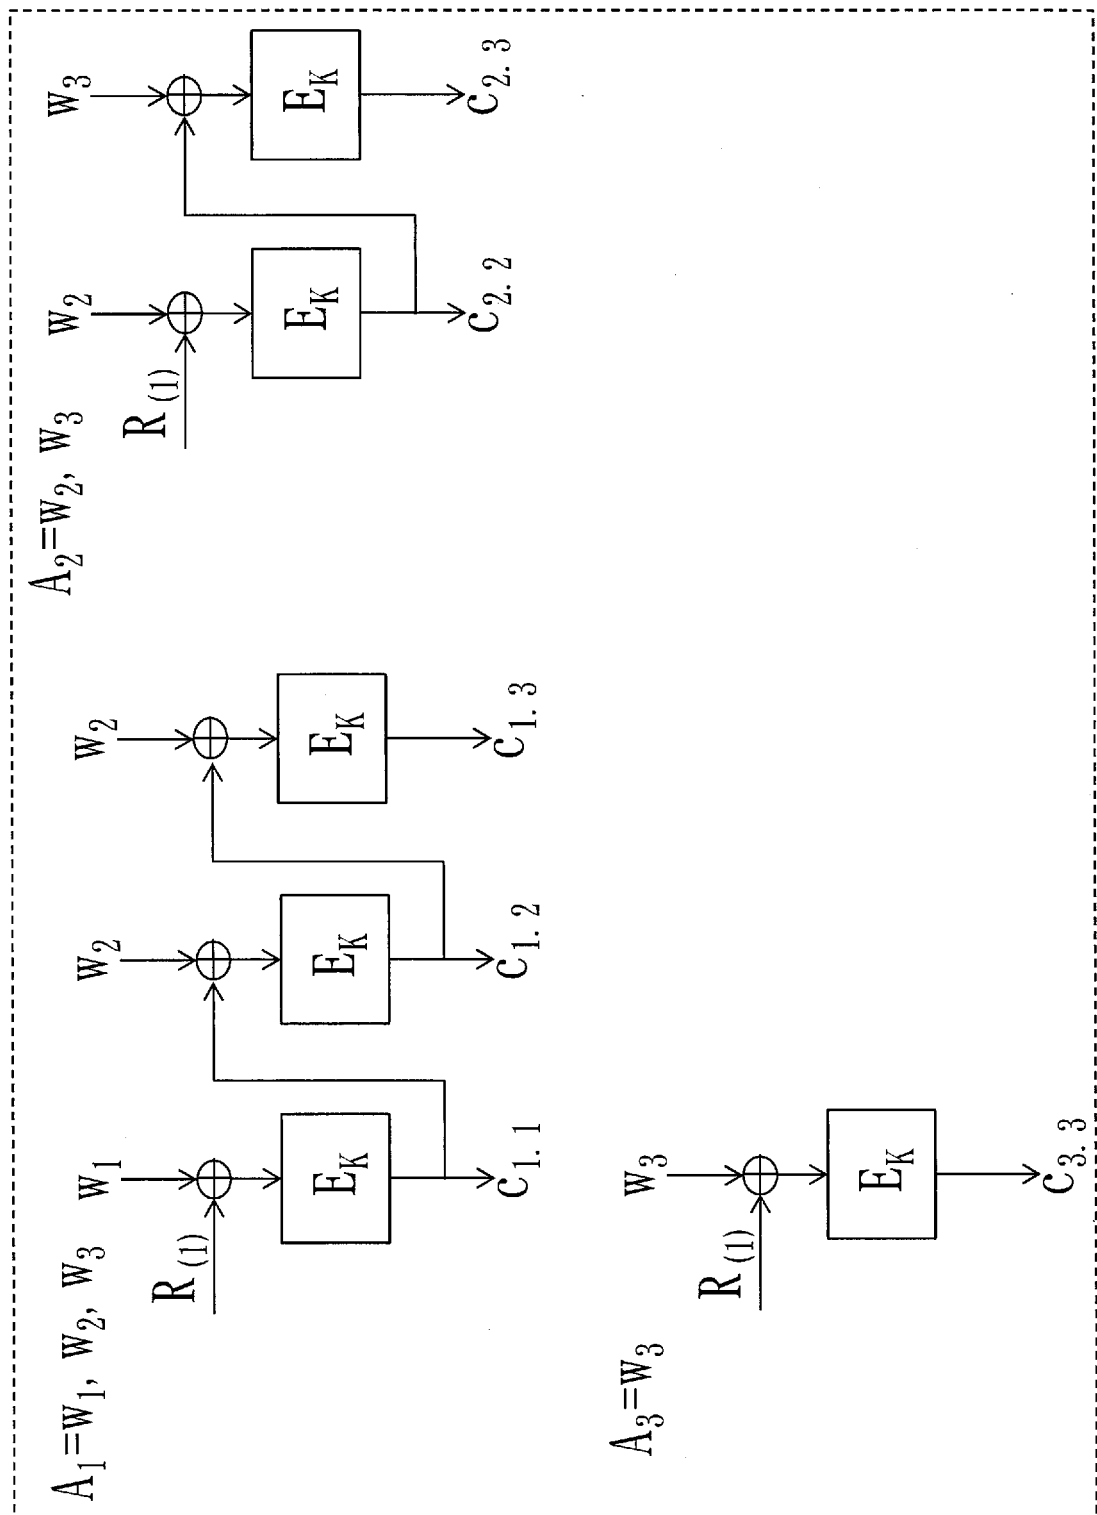 A1=W1, W2, W3
W1 W2 W2
R(1)
EK EK EK
C1.1 C1.2 C1.3
A2=W2, W3
W2 W3
R(1)
EK EK
C2.2 C2.3
A3=W3
W3
R(1)
EK
C3.3